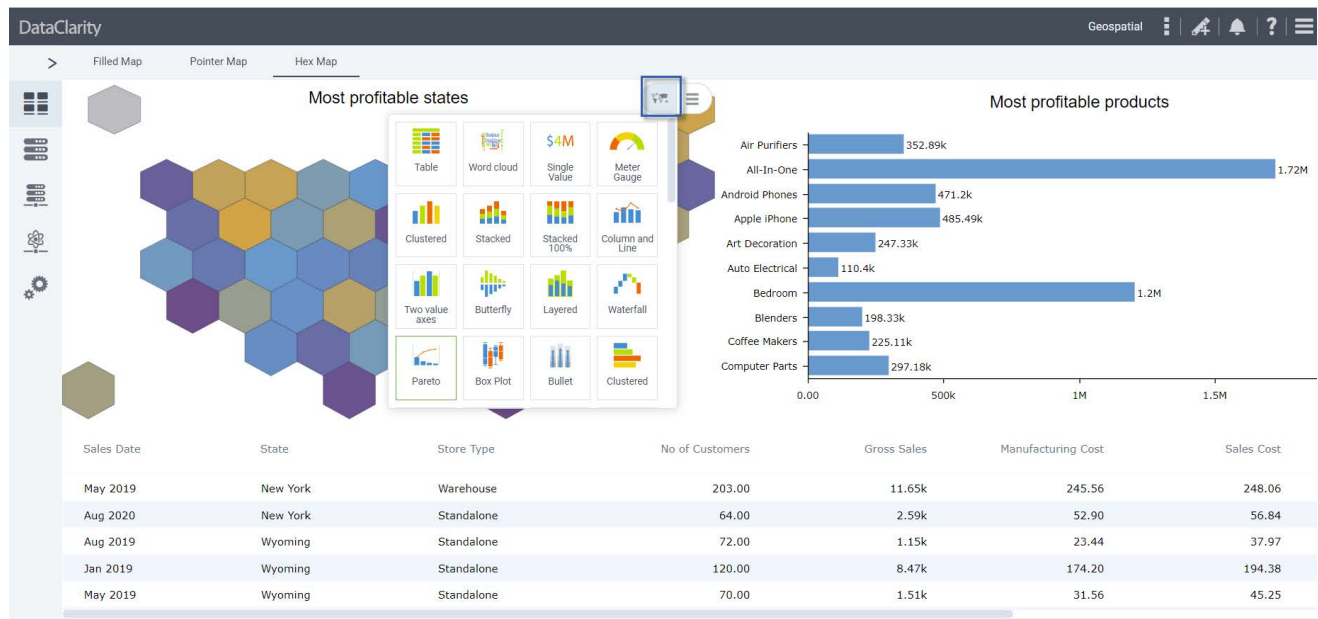 DataClarity
Geospatial
Filled Map Pointer Map Hex Map
Most profitable states
Table Word cloud Single Value Meter Gauge
Clustered Stacked Stacked 100% Column and Line
Two value axes Butterfly Layered Waterfall
Pareto Box Plot Bullet Clustered
$4M
Most profitable products
Air Purifiers 352.89k
All-In-One 1.72M
Android Phones 471.2k
Apple iPhone 485.49k
Art Decoration 247.33k
Auto Electrical 110.4k
Bedroom 1.2M
Blenders 198.33k
Coffee Makers 225.11k
Computer Parts 297.18k
0.00 500k 1M 1.5M
Sales Date State Store Type No of Customers Gross Sales Manufacturing Cost Sales Cost
May 2019 New York Warehouse 203.00 11.65k 245.56 248.06
Aug 2020 New York Standalone 64.00 2.59k 52.90 56.84
Aug 2019 Wyoming Standalone 72.00 1.15k 23.44 37.97
Jan 2019 Wyoming Standalone 120.00 8.47k 174.20 194.38
May 2019 Wyoming Standalone 70.00 1.51k 31.56 45.25